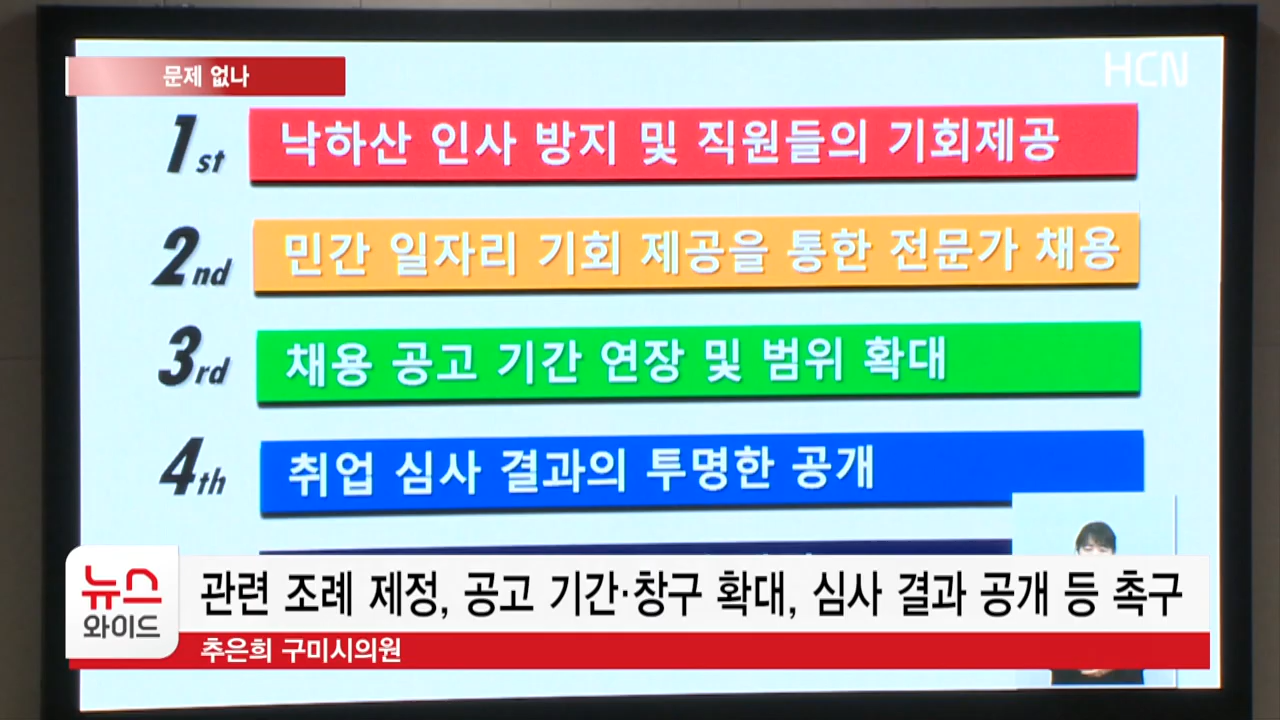 문제 없나
HCN
1st 낙하산 인사 방지 및 직원들의 기회제공
2nd 민간 일자리 기회 제공을 통한 전문가 채용
3rd 채용 공고 기간 연장 및 범위 확대
4th 취업 심사 결과의 투명한 공개
뉴스
와이드
관련 조례 제정, 공고 기간·창구 확대, 심사 결과 공개 등 촉구
추은희 구미시의원